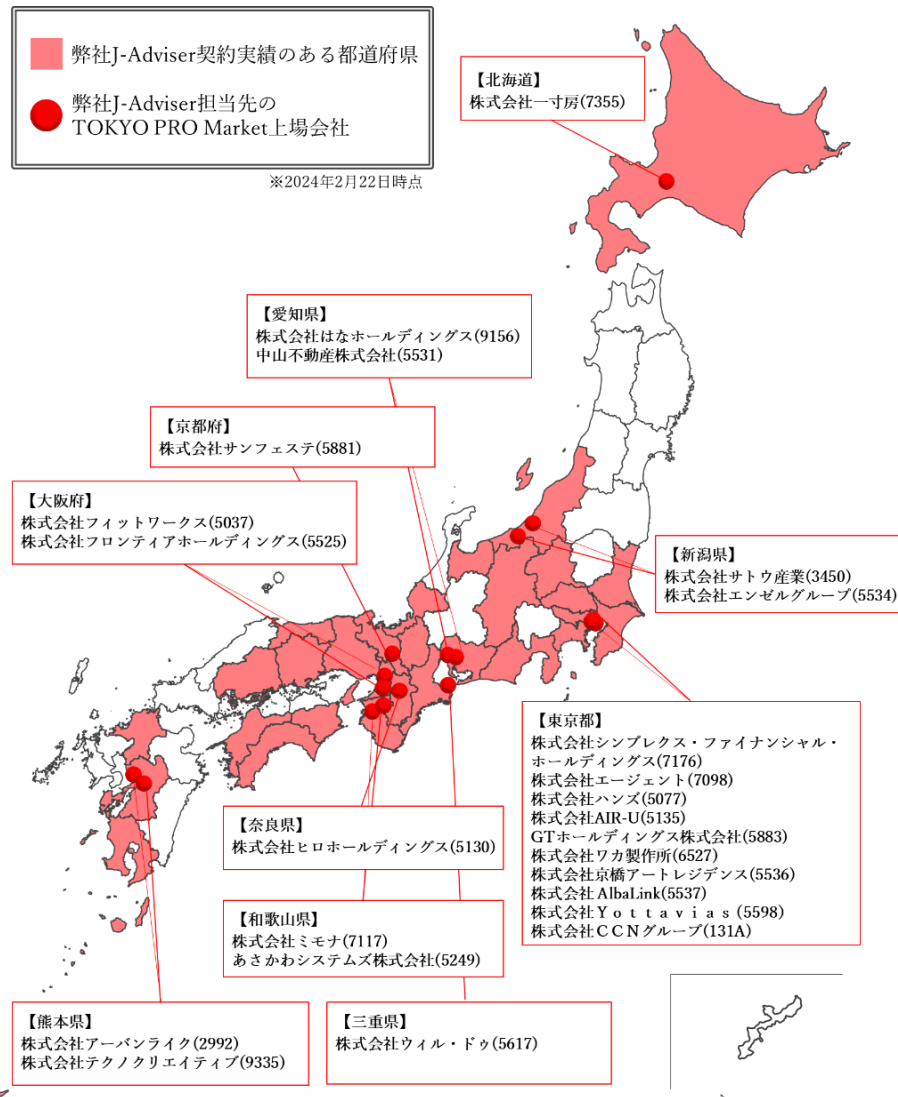 弊社J-Adviser契約実績のある都道府県
弊社J-Adviser担当先の
TOKYO PRO Market上場会社
※2024年2月22日時点
【北海道】
株式会社一寸房(7355)
【愛知県】
株式会社はなホールディングス(9156)
中山不動産株式会社(5531)
【京都府】
株式会社サンフェステ(5881)
【大阪府】
株式会社フィットワークス(5037)
株式会社フロンティアホールディングス(5525)
【新潟県】
株式会社サトウ産業(3450)
株式会社エンゼルグループ(5534)
【東京都】
株式会社シンプレクス・ファイナンシャル・
ホールディングス(7176)
株式会社エージェント(7098)
株式会社ハンズ(5077)
株式会社AIR-U(5135)
GTホールディングス株式会社(5883)
株式会社ワカ製作所(6527)
株式会社京橋アートレジデンス(5536)
株式会社AlbaLink(5537)
株式会社Ｙｏｔｔａｖｉａｓ(5598)
株式会社ＣＣＮグループ(131A)
【奈良県】
株式会社ヒロホールディングス(5130)
【和歌山県】
株式会社ミモナ(7117)
あさかわシステムズ株式会社(5249)
【熊本県】
株式会社アーバンライク(2992)
株式会社テクノクリエイティブ(9335)
【三重県】
株式会社ウィル・ドゥ(5617)